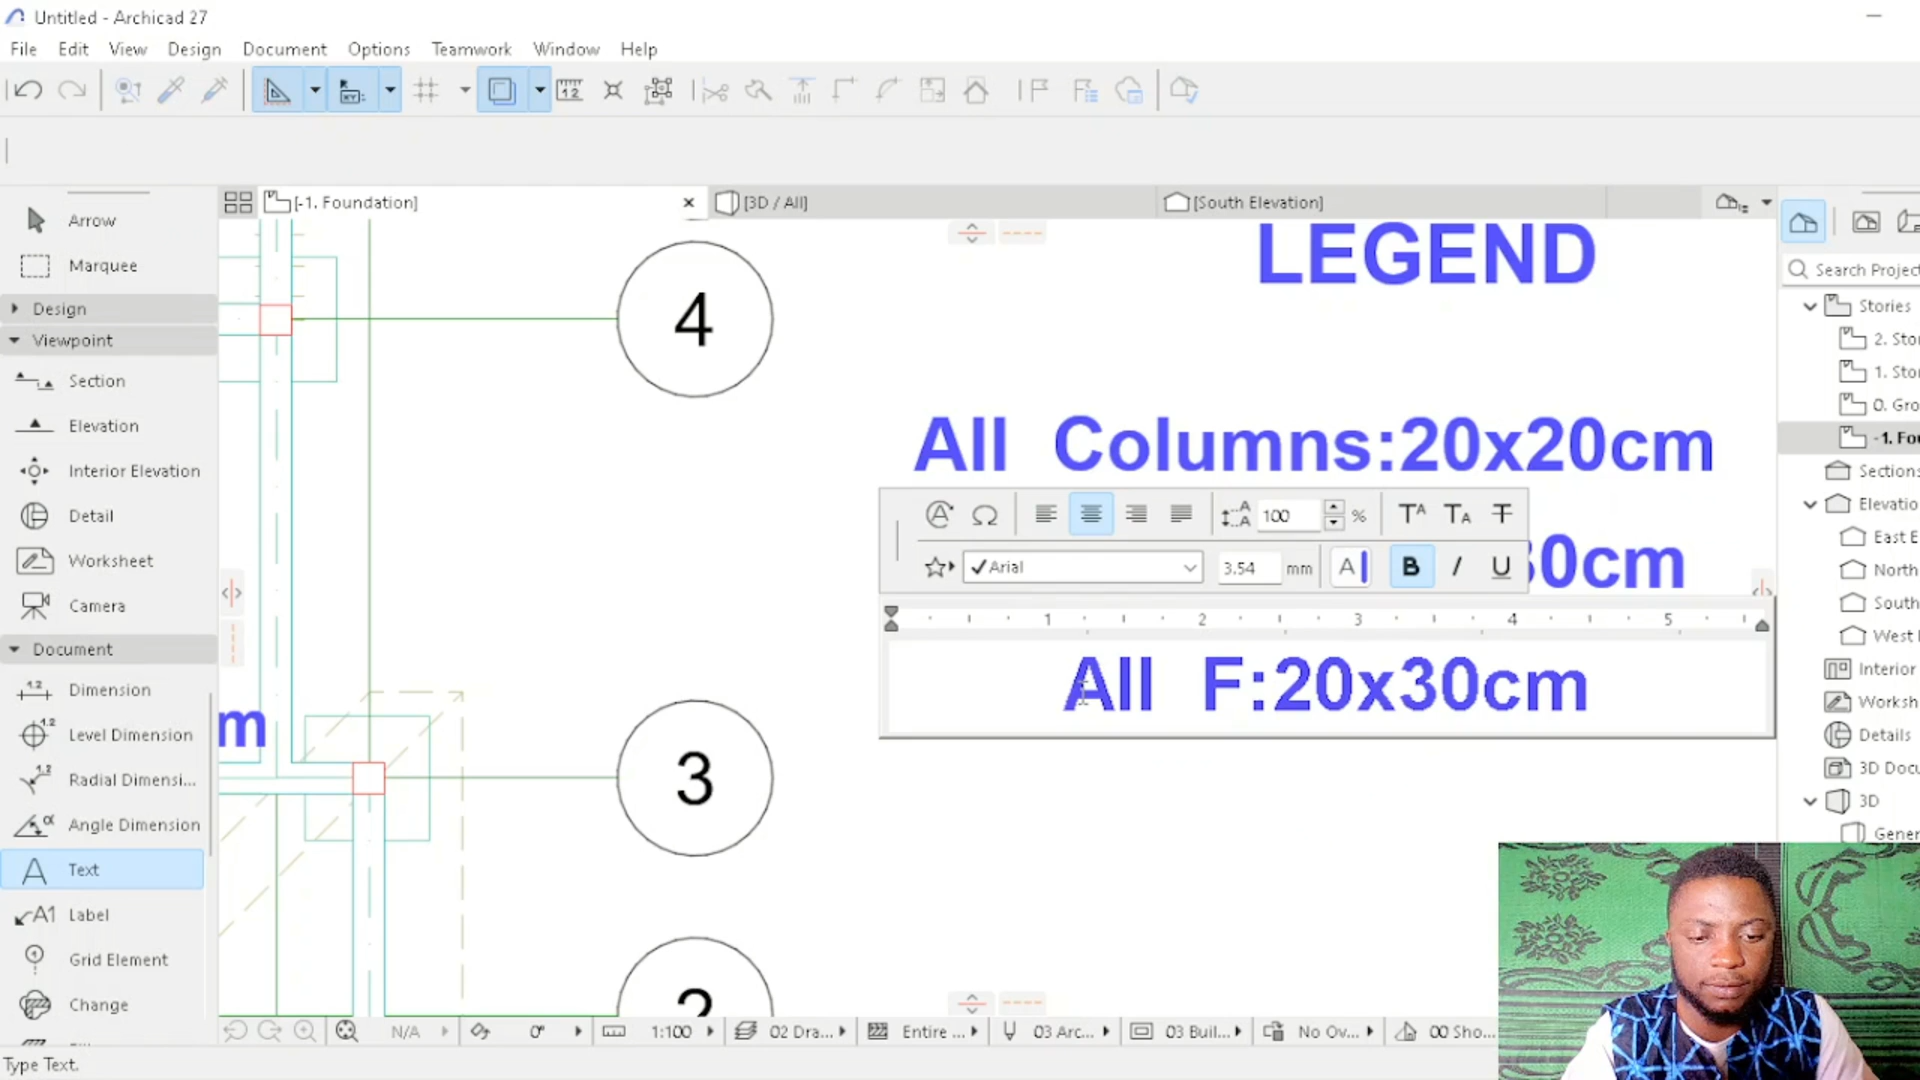 Untitled - Archicad 27
File Edit View Design Document Options Teamwork Window Help
[-1. Foundation]
[3D / All]
[South Elevation]
Arrow
Marquee
Design
Viewpoint
Section
Elevation
Interior Elevation
Detail
Worksheet
Camera
Document
Dimension
Level Dimension
Radial Dimensi...
Angle Dimension
Text
Label
Grid Element
Change
4
3
2
m
LEGEND
All Columns:20x20cm
30cm
100 %
Arial 3.54 mm B I U
1 2 3 4 5
All F:20x30cm
Search Project
Stories
2. Sto
1. Sto
0. Gro
-1. Fou
Sections
Elevatio
East E
North
South
West
Interior
Worksh
Details
3D Docu
3D
Gener
N/A 0° 1:100 02 Dra... Entire ... 03 Arc... 03 Buil... No Ov... 00 Sho...
Type Text.